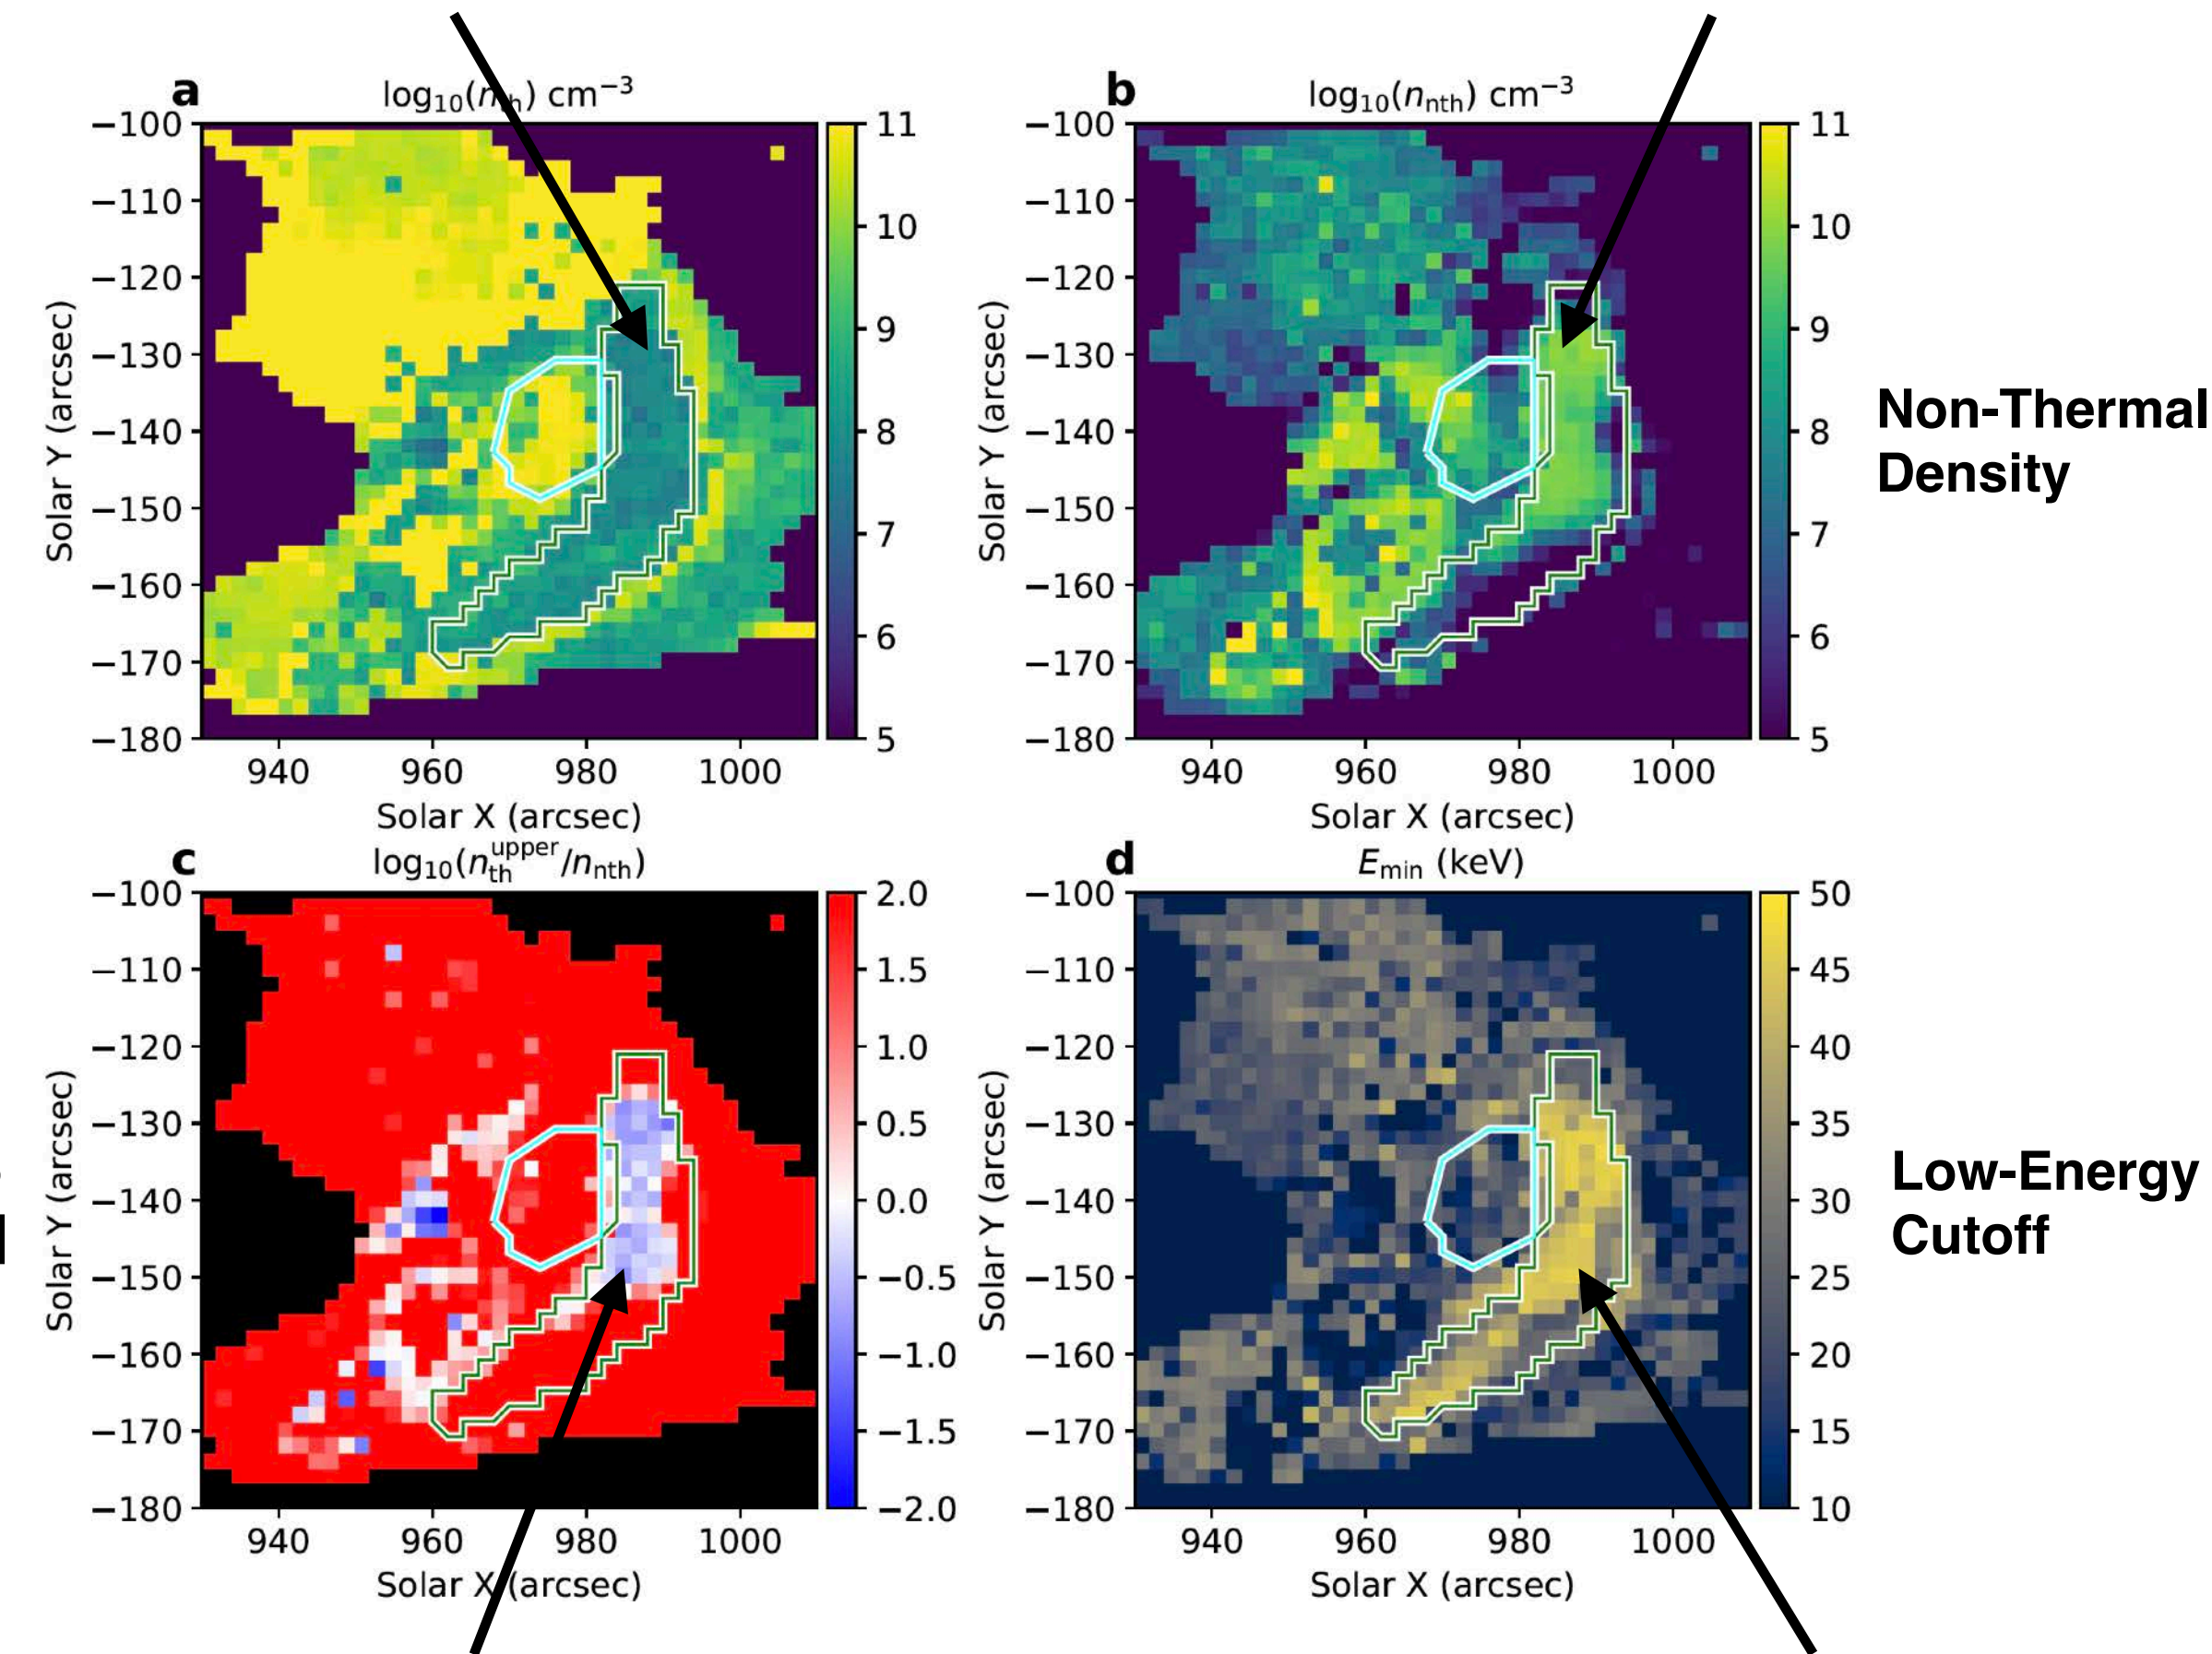 a
log₁₀(nₜₕ) cm⁻³
−100
−110
−120
−130
−140
−150
−160
−170
−180
Solar Y (arcsec)
940 960 980 1000
Solar X (arcsec)
11
10
9
8
7
6
5
b
log₁₀(nₙₜₕ) cm⁻³
−100
−110
−120
−130
−140
−150
−160
−170
−180
Solar Y (arcsec)
940 960 980 1000
Solar X (arcsec)
11
10
9
8
7
6
5
Non-Thermal
Density
c
log₁₀(nₜₕᵘᵖᵖᵉʳ/nₙₜₕ)
−100
−110
−120
−130
−140
−150
−160
−170
−180
Solar Y (arcsec)
940 960 980 1000
Solar X (arcsec)
2.0
1.5
1.0
0.5
0.0
−0.5
−1.0
−1.5
−2.0
d
Eₘᵢₙ (keV)
−100
−110
−120
−130
−140
−150
−160
−170
−180
Solar Y (arcsec)
940 960 980 1000
Solar X (arcsec)
50
45
40
35
30
25
20
15
10
Low-Energy
Cutoff